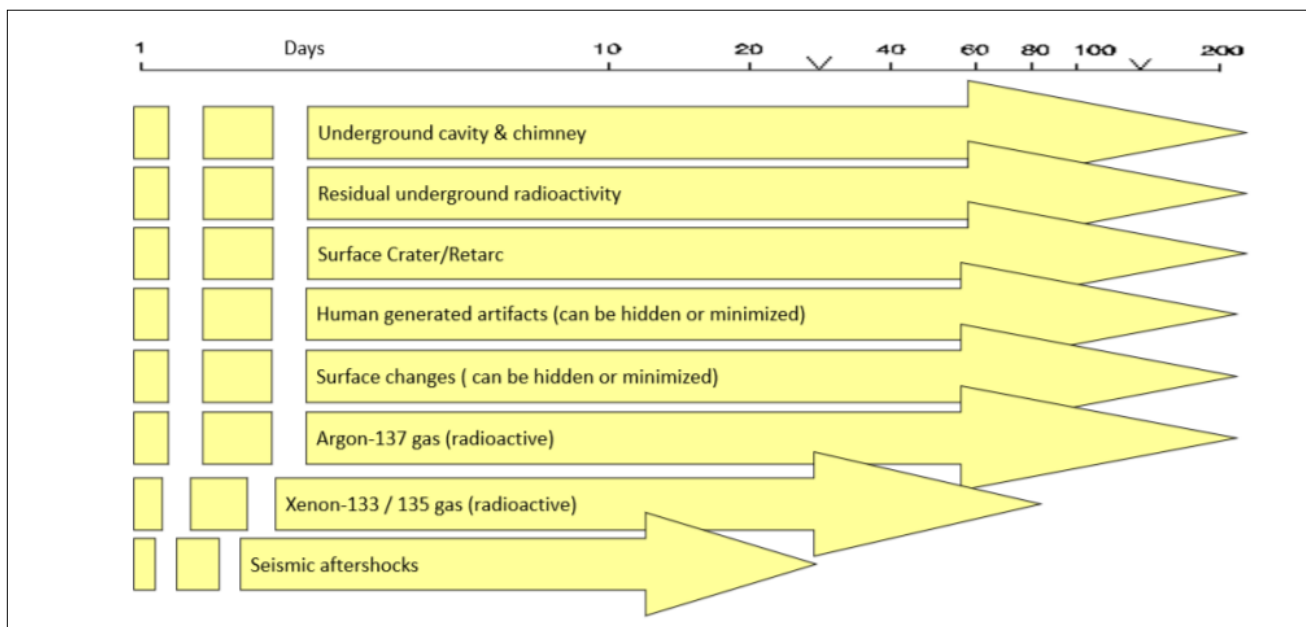 1 Days 10 20 40 60 80 100 200
Underground cavity & chimney
Residual underground radioactivity
Surface Crater/Retarc
Human generated artifacts (can be hidden or minimized)
Surface changes ( can be hidden or minimized)
Argon-137 gas (radioactive)
Xenon-133 / 135 gas (radioactive)
Seismic aftershocks